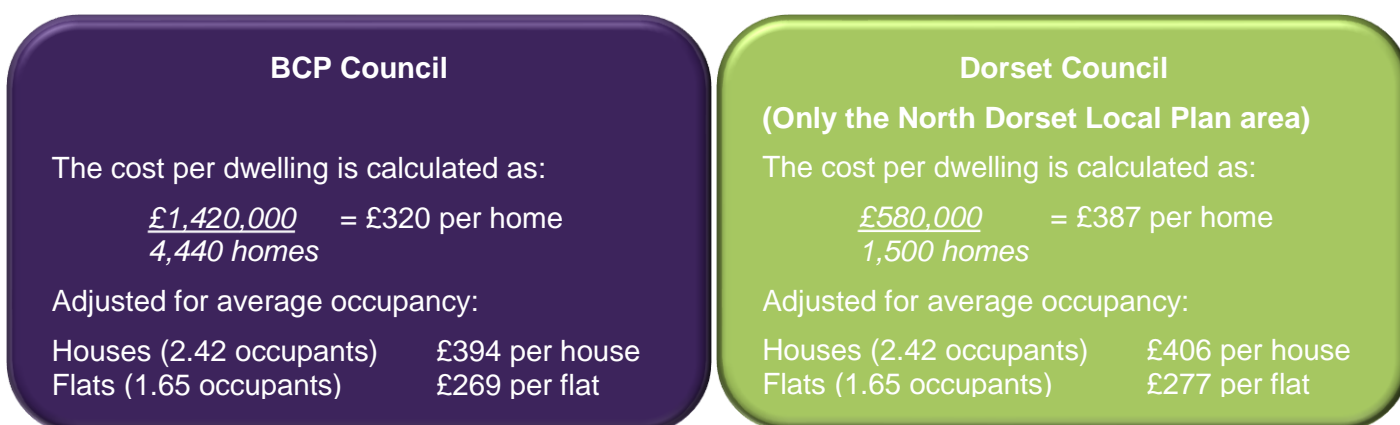 BCP Council
The cost per dwelling is calculated as:
£1,420,000 = £320 per home
4,440 homes
Adjusted for average occupancy:
Houses (2.42 occupants) £394 per house
Flats (1.65 occupants) £269 per flat
Dorset Council
(Only the North Dorset Local Plan area)
The cost per dwelling is calculated as:
£580,000 = £387 per home
1,500 homes
Adjusted for average occupancy:
Houses (2.42 occupants) £406 per house
Flats (1.65 occupants) £277 per flat